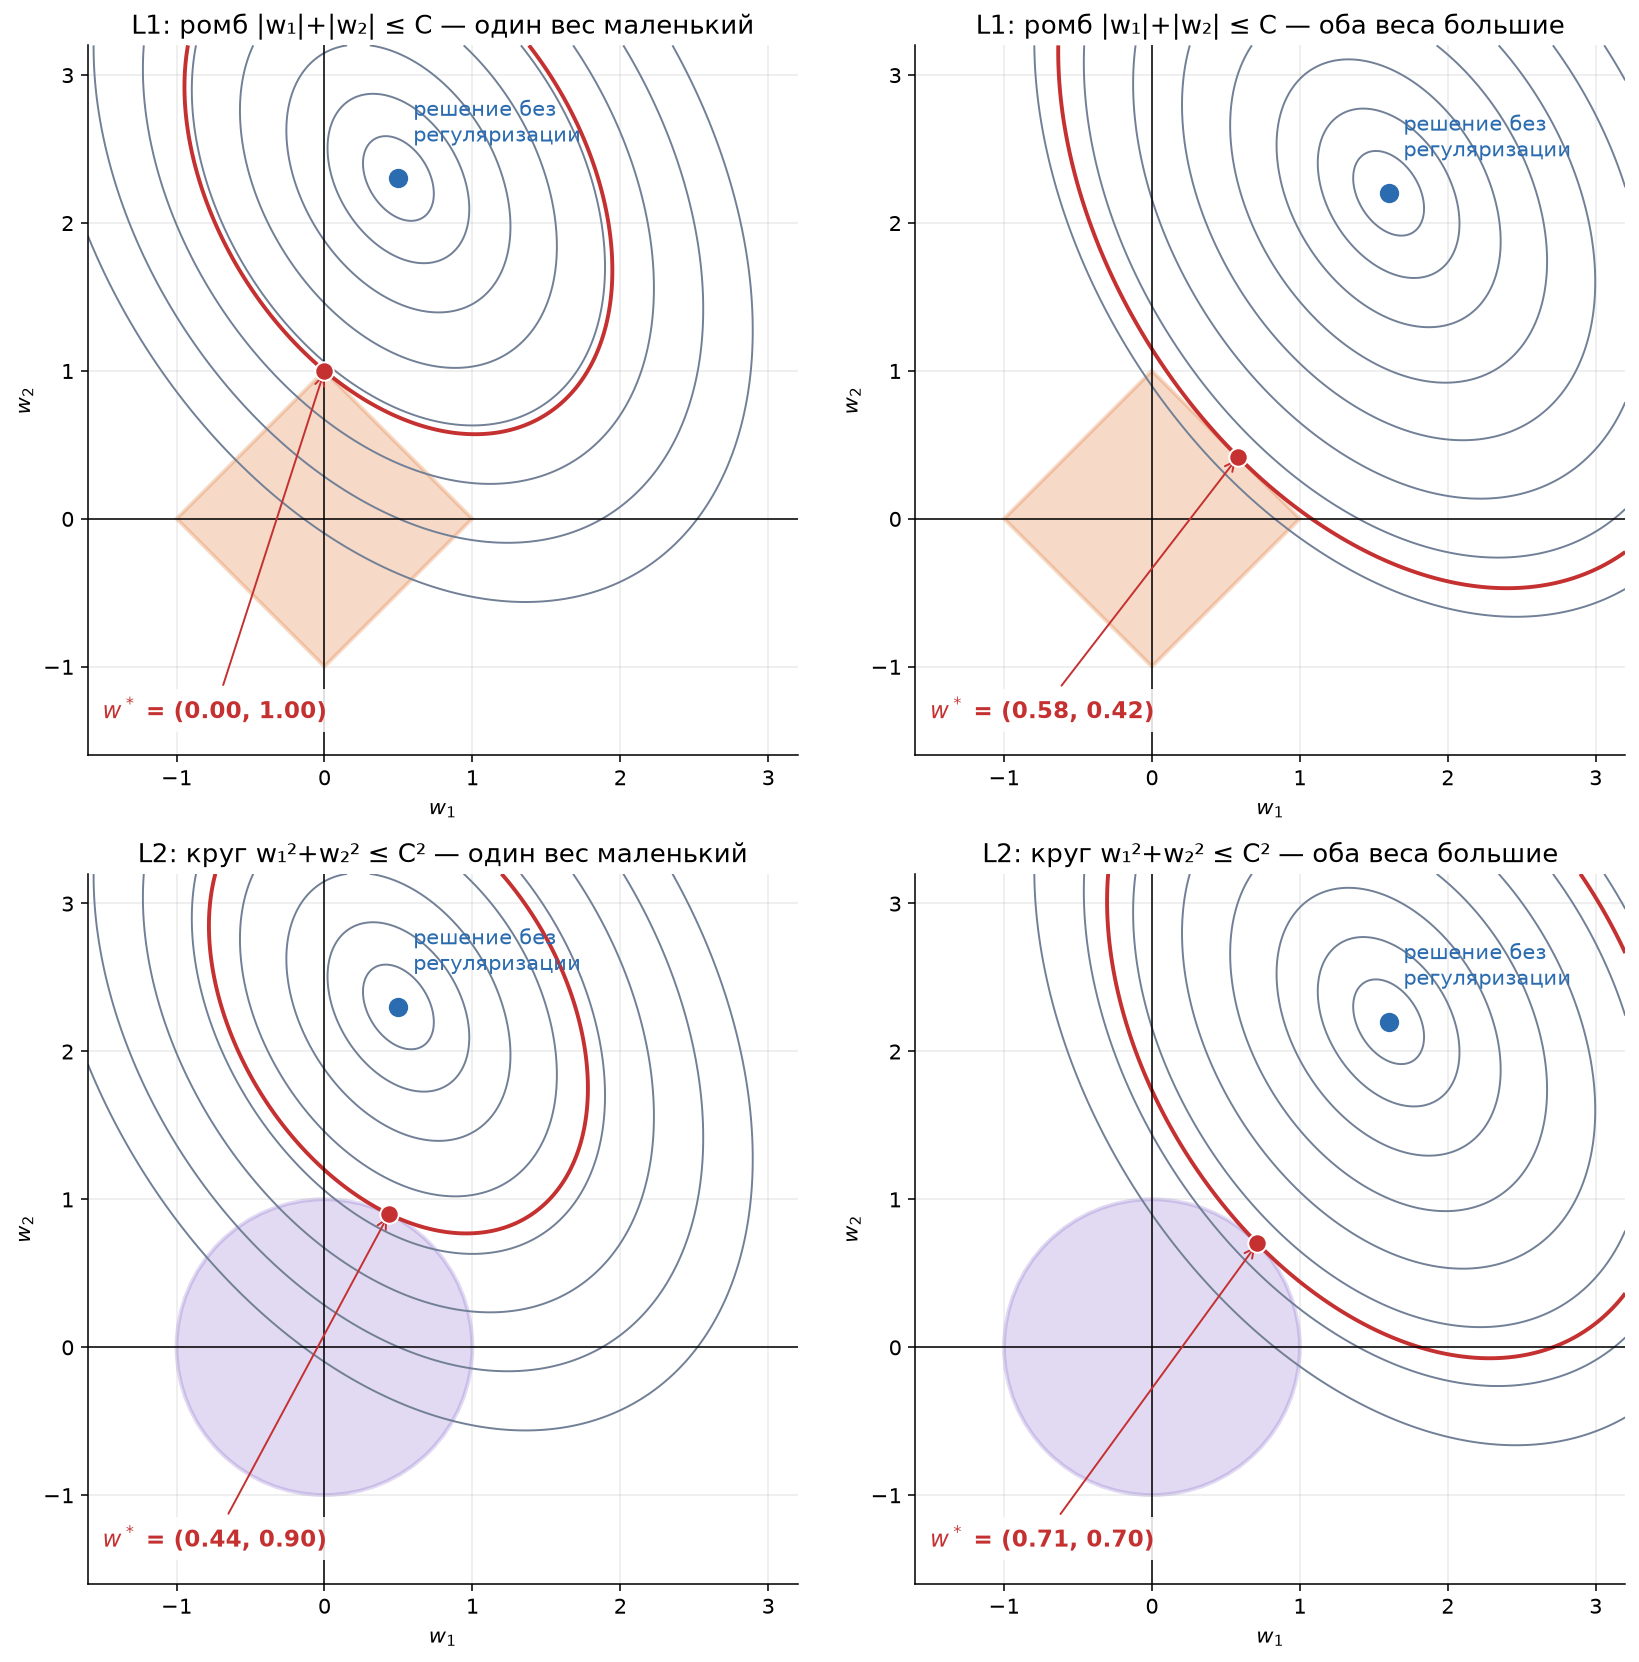 L1: ромб |w₁|+|w₂| ≤ C — один вес маленький
3
2
1
0
−1
w₂
решение без
регуляризации
w* = (0.00, 1.00)
−1 0 1 2 3
w₁
L1: ромб |w₁|+|w₂| ≤ C — оба веса большие
3
2
1
0
−1
w₂
решение без
регуляризации
w* = (0.58, 0.42)
−1 0 1 2 3
w₁
L2: круг w₁²+w₂² ≤ C² — один вес маленький
3
2
1
0
−1
w₂
решение без
регуляризации
w* = (0.44, 0.90)
−1 0 1 2 3
w₁
L2: круг w₁²+w₂² ≤ C² — оба веса большие
3
2
1
0
−1
w₂
решение без
регуляризации
w* = (0.71, 0.70)
−1 0 1 2 3
w₁